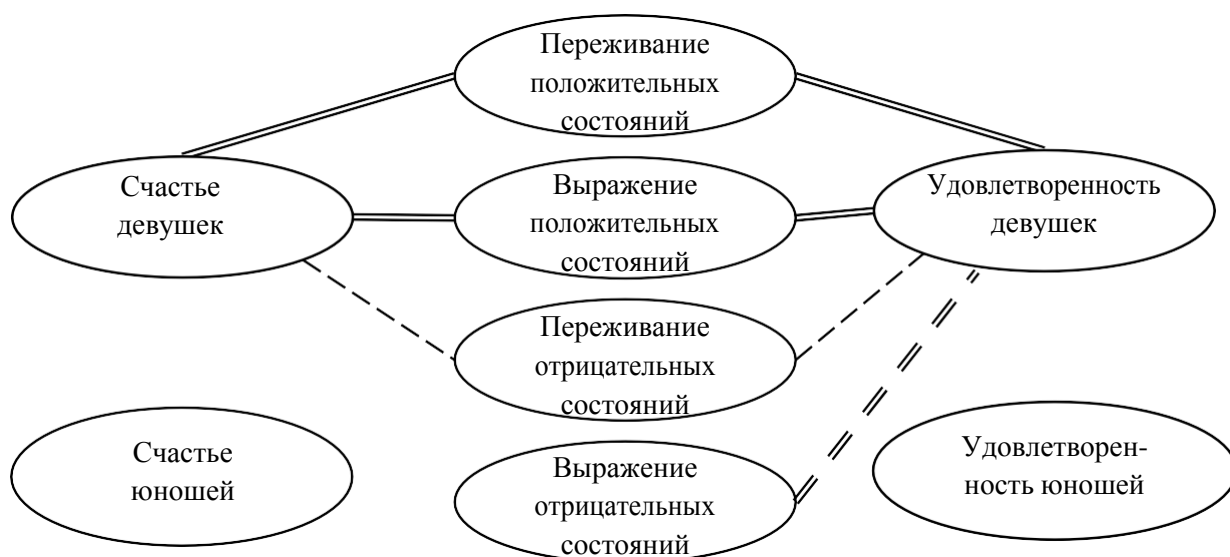 Переживание
положительных
состояний
Счастье
девушек
Выражение
положительных
состояний
Удовлетворенность
девушек
Переживание
отрицательных
состояний
Счастье
юношей
Выражение
отрицательных
состояний
Удовлетворен-
ность юношей